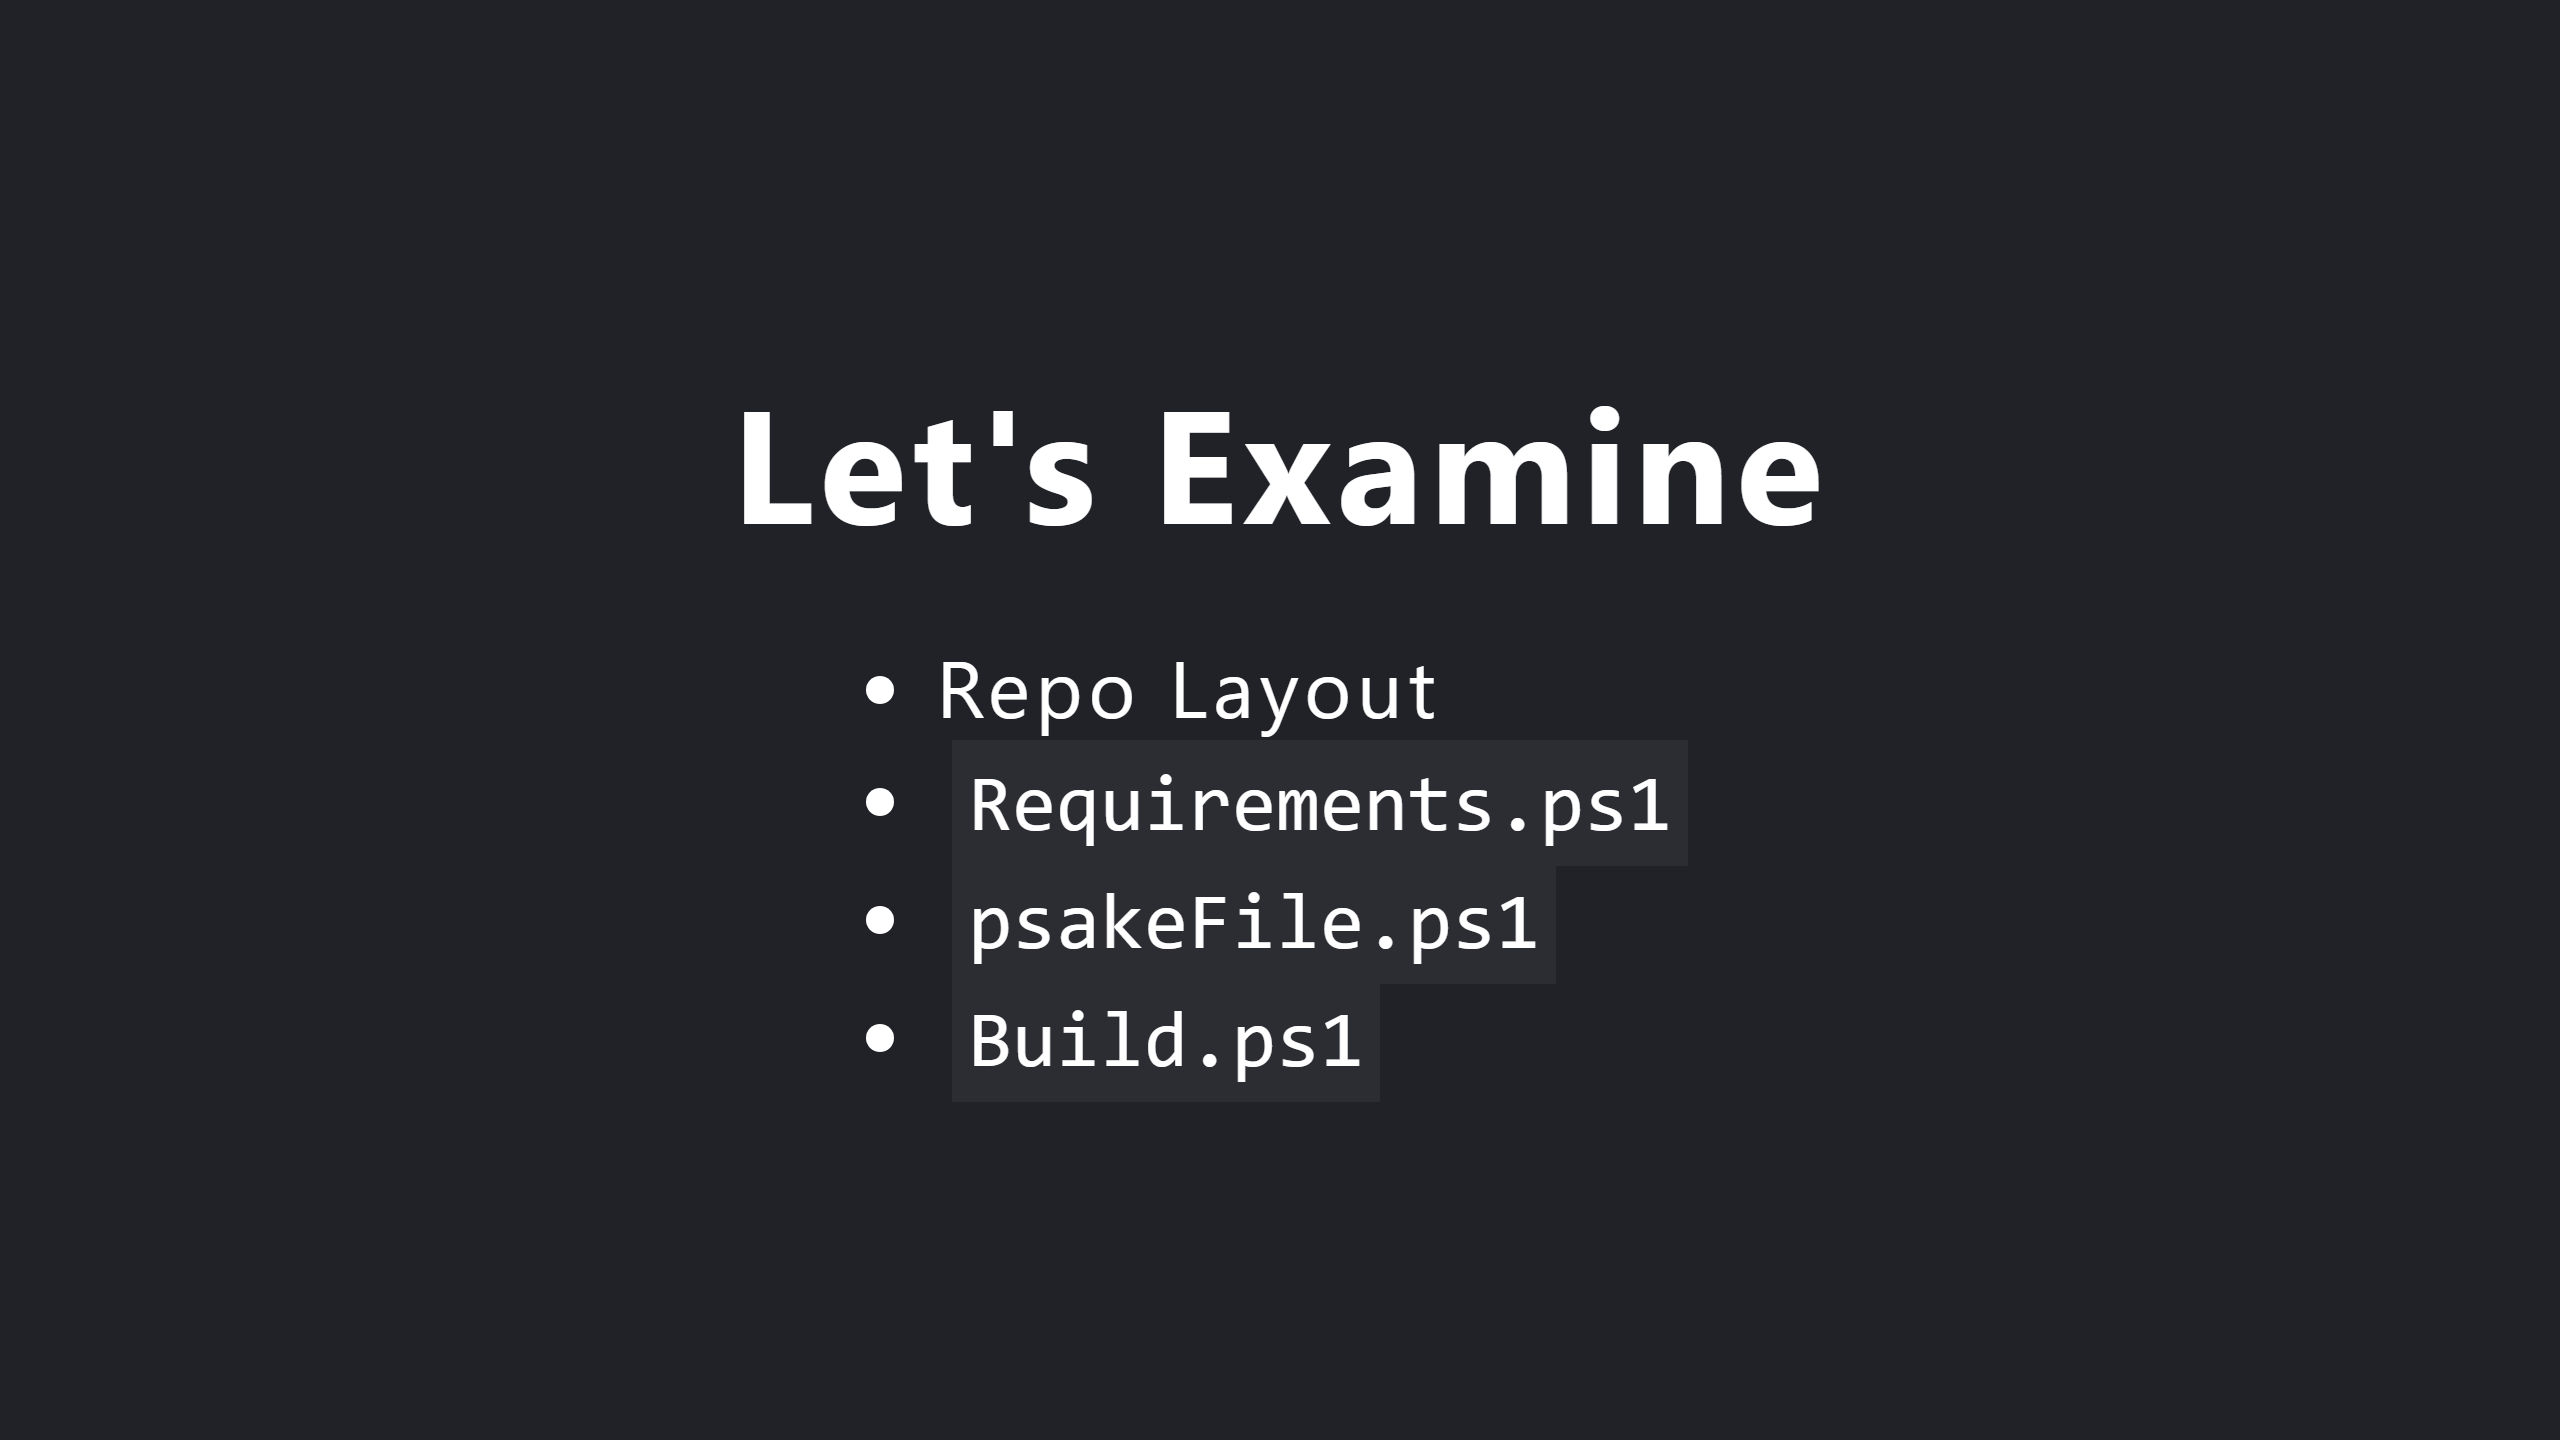 Let's Examine
• Repo Layout
• Requirements.ps1
• psakeFile.ps1
• Build.ps1